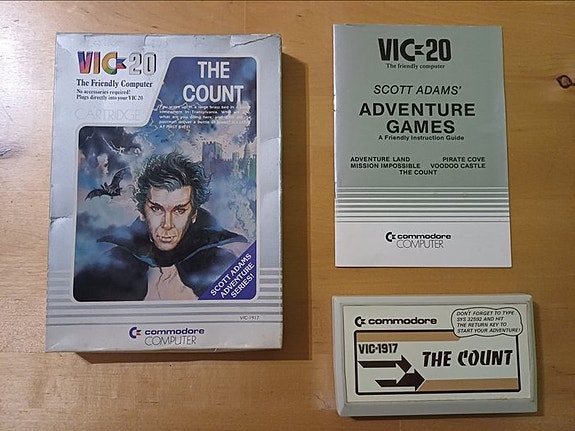 VIC-20
The Friendly Computer
No accessories required!
Plugs directly into your VIC 20
CARTRIDGE
THE
COUNT
SCOTT ADAMS
ADVENTURE
SERIES!
VIC-1917
commodore
COMPUTER
VIC-20
The friendly computer
SCOTT ADAMS'
ADVENTURE
GAMES
A Friendly Instruction Guide
ADVENTURE LAND PIRATE COVE
MISSION IMPOSSIBLE VOODOO CASTLE
THE COUNT
commodore
COMPUTER
commodore
DON'T FORGET TO TYPE
SYS 32592 AND HIT
THE RETURN KEY TO
START YOUR ADVENTURE!
VIC-1917
THE COUNT